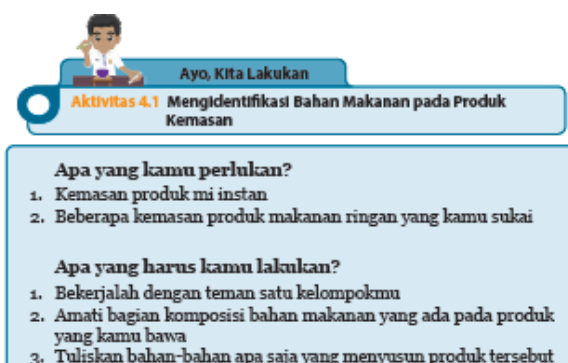 Ayo, Kita Lakukan
Aktivitas 4.1 Mengidentifikasi Bahan Makanan pada Produk
Kemasan
Apa yang kamu perlukan?
1. Kemasan produk mi instan
2. Beberapa kemasan produk makanan ringan yang kamu sukai
Apa yang harus kamu lakukan?
1. Bekerjalah dengan teman satu kelompokmu
2. Amati bagian komposisi bahan makanan yang ada pada produk
yang kamu bawa
3. Tuliskan bahan-bahan apa saja yang menyusun produk tersebut